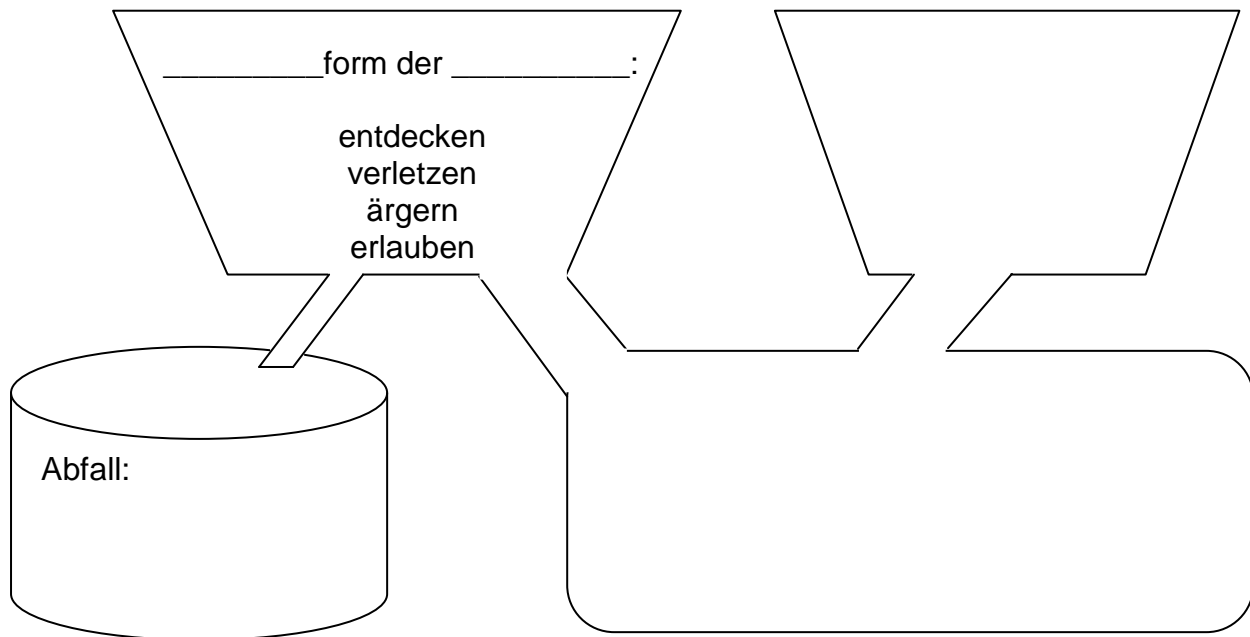 _________form der __________:
entdecken
verletzen
ärgern
erlauben
Abfall: